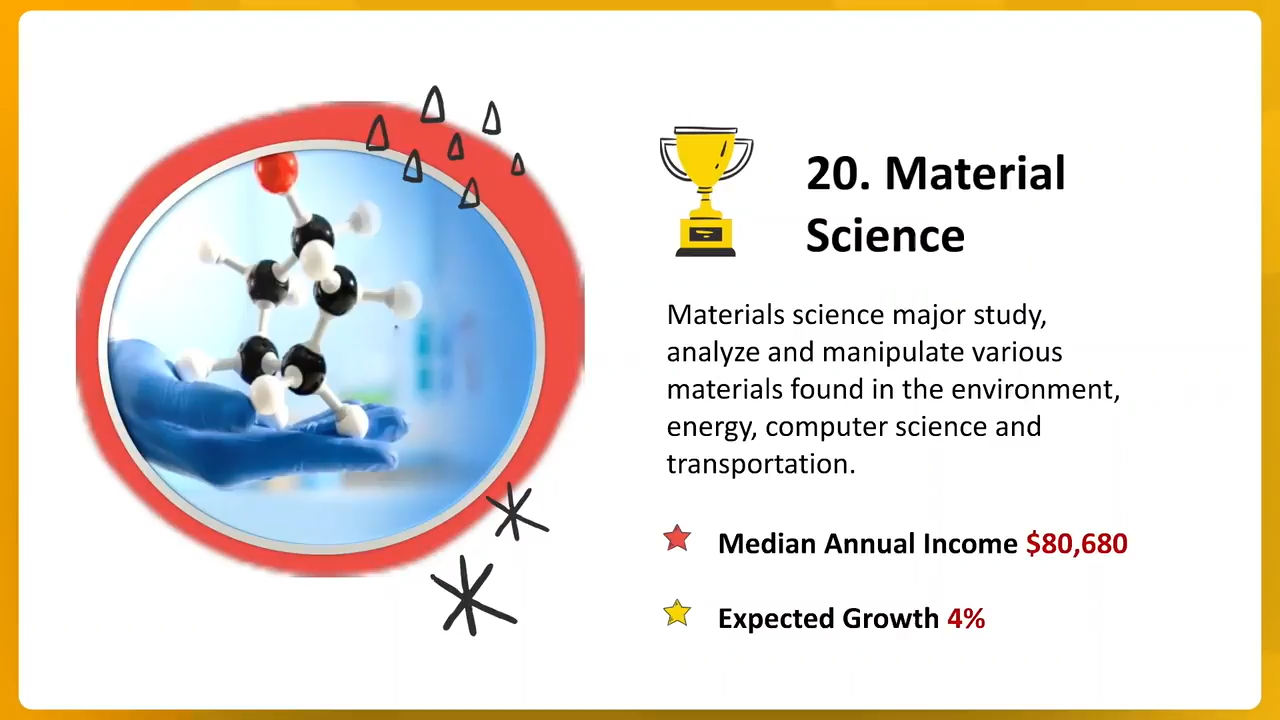 20. Material
Science
Materials science major study,
analyze and manipulate various
materials found in the environment,
energy, computer science and
transportation.
Median Annual Income $80,680
Expected Growth 4%